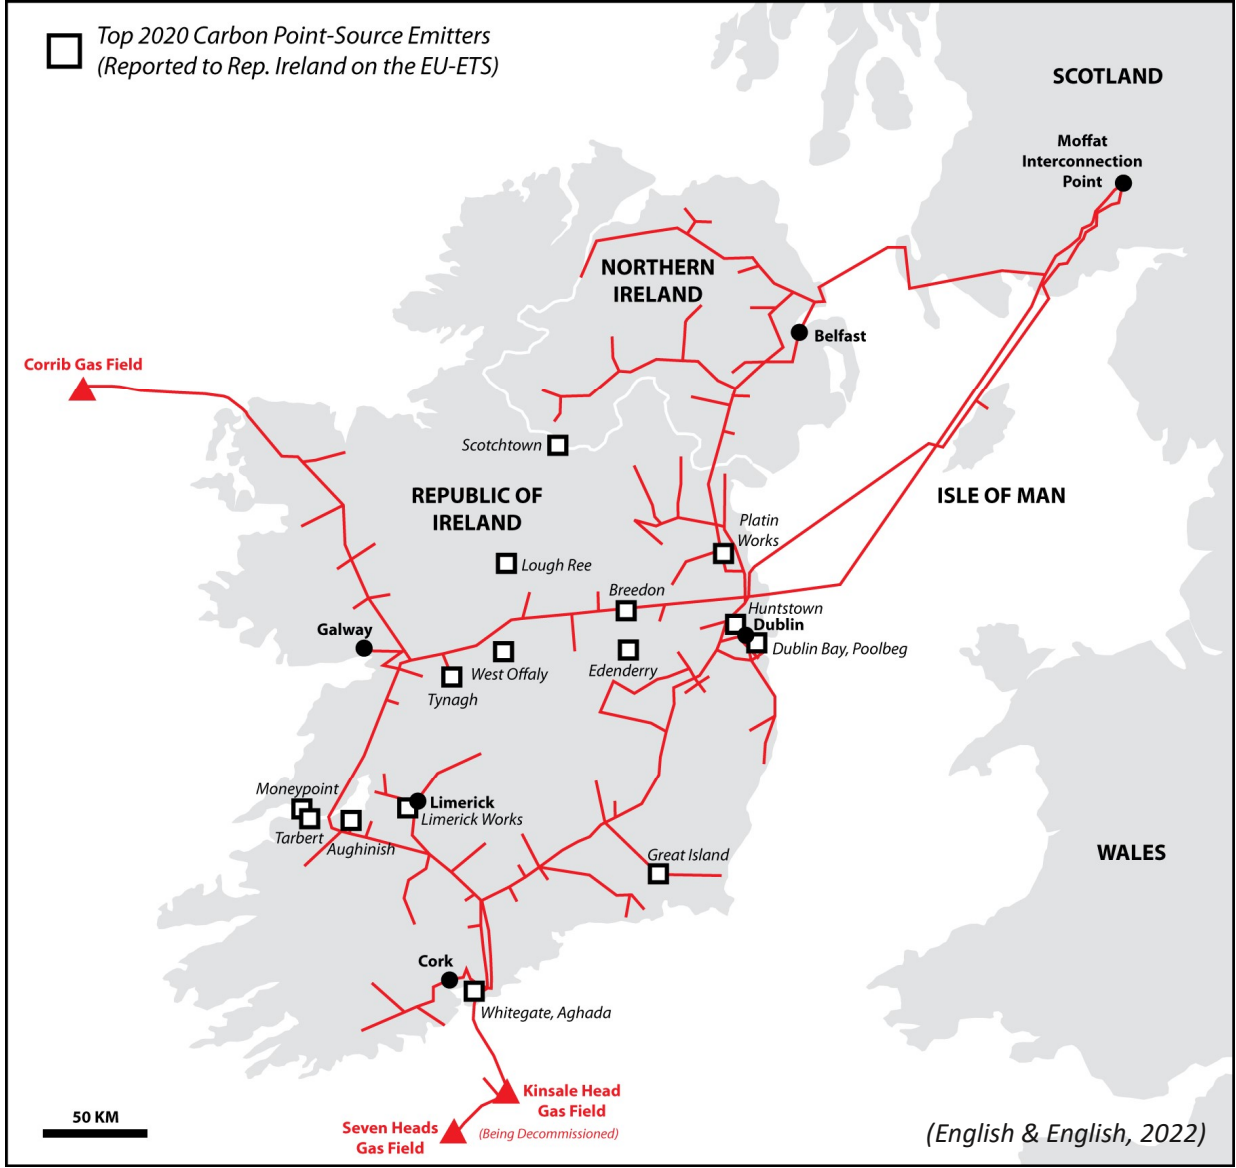 Top 2020 Carbon Point-Source Emitters
(Reported to Rep. Ireland on the EU-ETS)
SCOTLAND
Moffat
Interconnection
Point
NORTHERN
IRELAND
Belfast
Corrib Gas Field
Scotchtown
REPUBLIC OF
IRELAND
ISLE OF MAN
Platin
Works
Lough Ree
Breedon
Huntstown
Dublin
Dublin Bay, Poolbeg
Galway
West Offaly
Edenderry
Tynagh
Moneypoint
Limerick
Limerick Works
Tarbert
Aughinish
Great Island
WALES
Cork
Whitegate, Aghada
Kinsale Head
Gas Field
(Being Decommissioned)
Seven Heads
Gas Field
50 KM
(English & English, 2022)